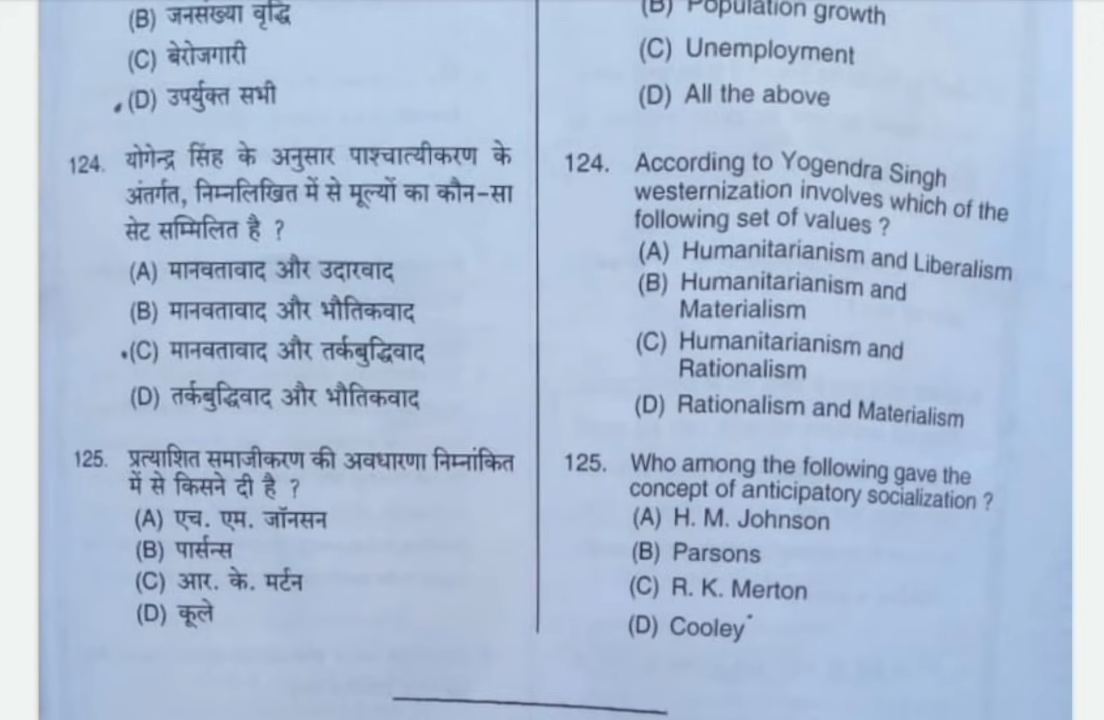 (B) जनसंख्या वृद्धि
(C) बेरोजगारी
(D) उपर्युक्त सभी
124. योगेन्द्र सिंह के अनुसार पाश्चात्यीकरण के
अंतर्गत, निम्नलिखित में से मूल्यों का कौन-सा
सेट सम्मिलित है ?
(A) मानवतावाद और उदारवाद
(B) मानवतावाद और भौतिकवाद
(C) मानवतावाद और तर्कबुद्धिवाद
(D) तर्कबुद्धिवाद और भौतिकवाद
125. प्रत्याशित समाजीकरण की अवधारणा निम्नांकित
में से किसने दी है ?
(A) एच. एम. जॉनसन
(B) पार्सन्स
(C) आर. के. मर्टन
(D) कूले
(B) Population growth
(C) Unemployment
(D) All the above
124. According to Yogendra Singh
westernization involves which of the
following set of values ?
(A) Humanitarianism and Liberalism
(B) Humanitarianism and
Materialism
(C) Humanitarianism and
Rationalism
(D) Rationalism and Materialism
125. Who among the following gave the
concept of anticipatory socialization ?
(A) H. M. Johnson
(B) Parsons
(C) R. K. Merton
(D) Cooley